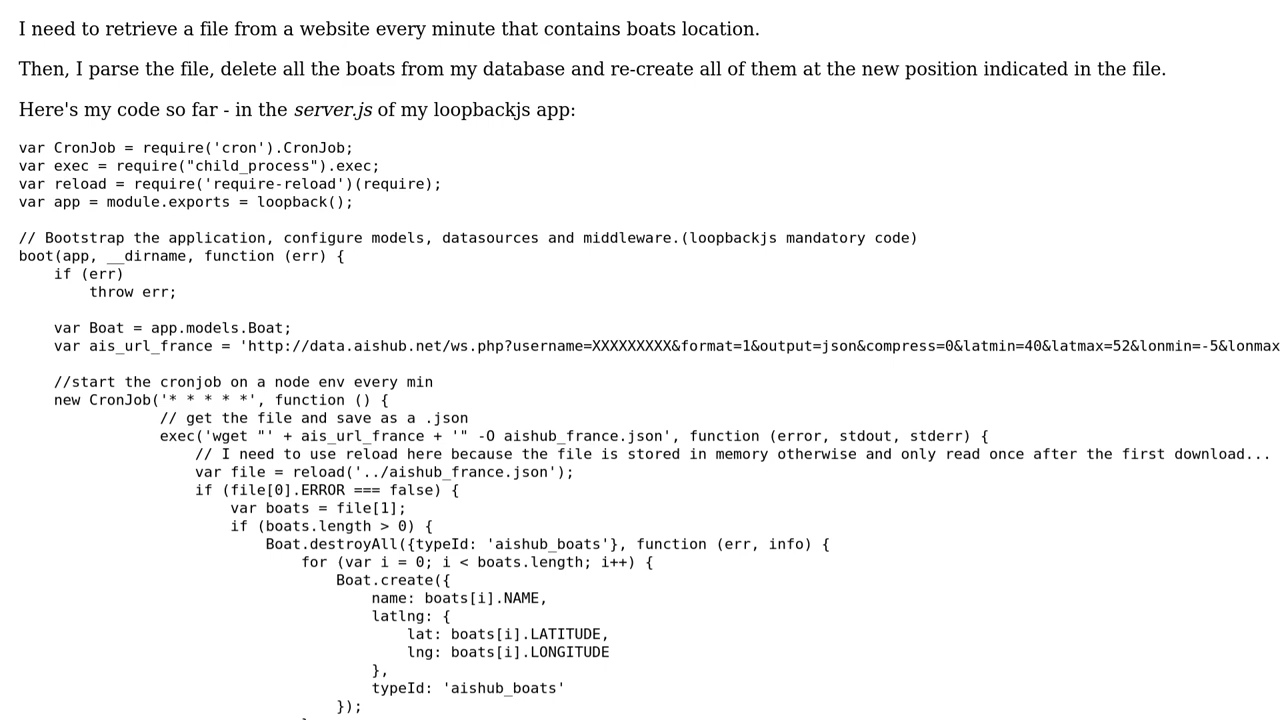 I need to retrieve a file from a website every minute that contains boats location.
Then, I parse the file, delete all the boats from my database and re-create all of them at the new position indicated in the file.
Here's my code so far - in the server.js of my loopbackjs app:
var CronJob = require('cron').CronJob;
var exec = require("child_process").exec;
var reload = require('require-reload')(require);
var app = module.exports = loopback();
// Bootstrap the application, configure models, datasources and middleware.(loopbackjs mandatory code)
boot(app, __dirname, function (err) {
    if (err)
        throw err;
    var Boat = app.models.Boat;
    var ais_url_france = 'http://data.aishub.net/ws.php?username=XXXXXXXXX&format=1&output=json&compress=0&latmin=40&latmax=52&lonmin=-5&lonmax
    //start the cronjob on a node env every min
    new CronJob('* * * * *', function () {
                // get the file and save as a .json
                exec('wget "' + ais_url_france + '" -O aishub_france.json', function (error, stdout, stderr) {
                    // I need to use reload here because the file is stored in memory otherwise and only read once after the first download...
                    var file = reload('../aishub_france.json');
                    if (file[0].ERROR === false) {
                        var boats = file[1];
                        if (boats.length > 0) {
                            Boat.destroyAll({typeId: 'aishub_boats'}, function (err, info) {
                                for (var i = 0; i < boats.length; i++) {
                                    Boat.create({
                                        name: boats[i].NAME,
                                        latlng: {
                                            lat: boats[i].LATITUDE,
                                            lng: boats[i].LONGITUDE
                                        },
                                        typeId: 'aishub_boats'
                                    });